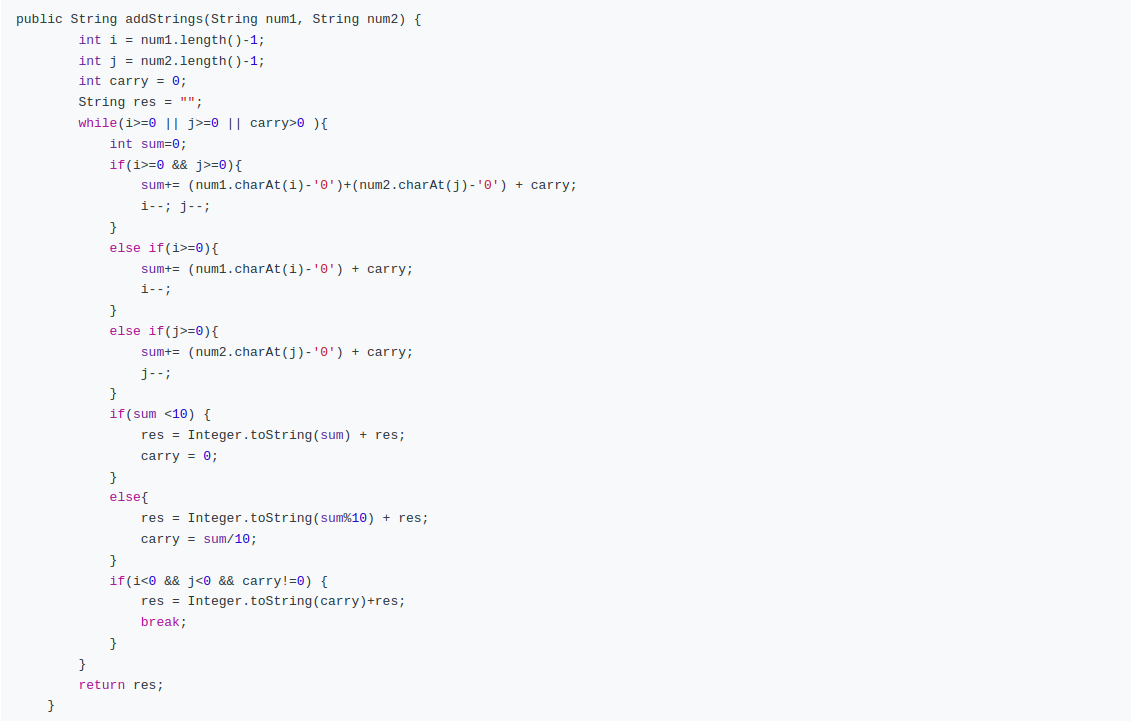 public String addStrings(String num1, String num2) {
        int i = num1.length()-1;
        int j = num2.length()-1;
        int carry = 0;
        String res = "";
        while(i>=0 || j>=0 || carry>0 ){
            int sum=0;
            if(i>=0 && j>=0){
                sum+= (num1.charAt(i)-'0')+(num2.charAt(j)-'0') + carry;
                i--; j--;
            }
            else if(i>=0){
                sum+= (num1.charAt(i)-'0') + carry;
                i--;
            }
            else if(j>=0){
                sum+= (num2.charAt(j)-'0') + carry;
                j--;
            }
            if(sum <10) {
                res = Integer.toString(sum) + res;
                carry = 0;
            }
            else{
                res = Integer.toString(sum%10) + res;
                carry = sum/10;
            }
            if(i<0 && j<0 && carry!=0) {
                res = Integer.toString(carry)+res;
                break;
            }
        }
        return res;
    }